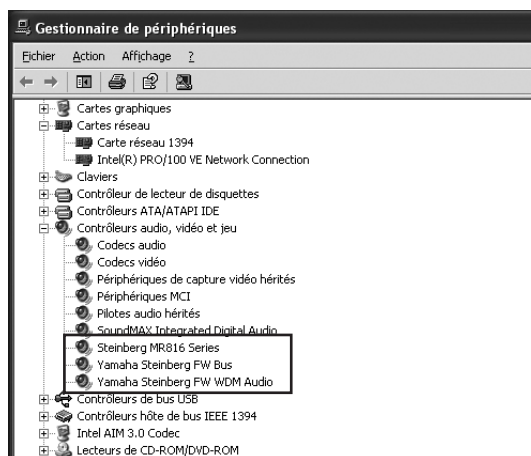 Gestionnaire de périphériques
Fichier Action Affichage ?
Cartes graphiques
Cartes réseau
Carte réseau 1394
Intel(R) PRO/100 VE Network Connection
Claviers
Contrôleur de lecteur de disquettes
Contrôleurs ATA/ATAPI IDE
Contrôleurs audio, vidéo et jeu
Codecs audio
Codecs vidéo
Périphériques de capture vidéo hérités
Périphériques MCI
Pilotes audio hérités
SoundMAX Integrated Digital Audio
Steinberg MR816 Series
Yamaha Steinberg FW Bus
Yamaha Steinberg FW WDM Audio
Contrôleurs de bus USB
Contrôleurs hôte de bus IEEE 1394
Intel AIM 3.0 Codec
Lecteurs de CD-ROM/DVD-ROM